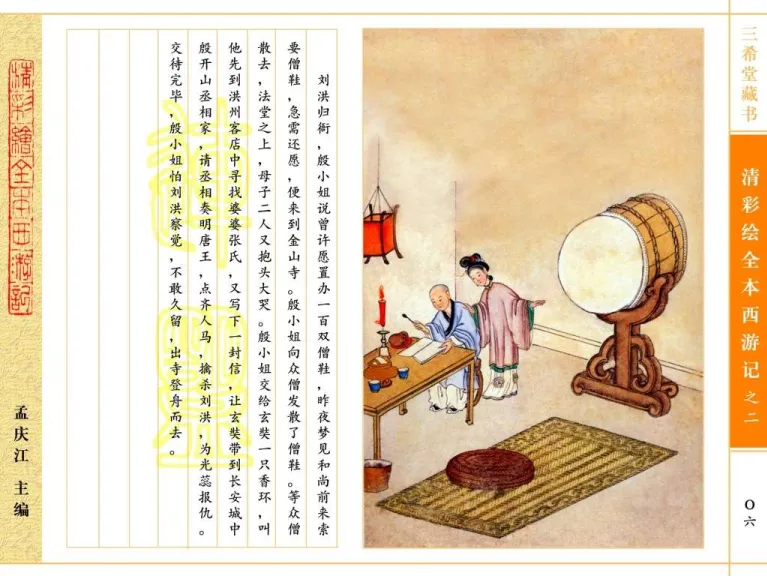 三希堂藏书
清彩绘全本西游记之二
〇六
刘洪归衙，殷小姐说曾许愿置办一百双僧鞋，昨夜梦见和尚前来索
要僧鞋，急需还愿，便来到金山寺。殷小姐向众僧发散了僧鞋。等众僧
散去，法堂之上，母子二人又抱头大哭。殷小姐交给玄奘一只香环，叫
他先到洪州客店中寻找婆婆张氏，又写下一封信，让玄奘带到长安城中
殷开山丞相家，请丞相奏明唐王，点齐人马，擒杀刘洪，为光蕊报仇。
交待完毕，殷小姐怕刘洪察觉，不敢久留，出寺登舟而去。
清彩繪全本西游記
孟庆江 主编